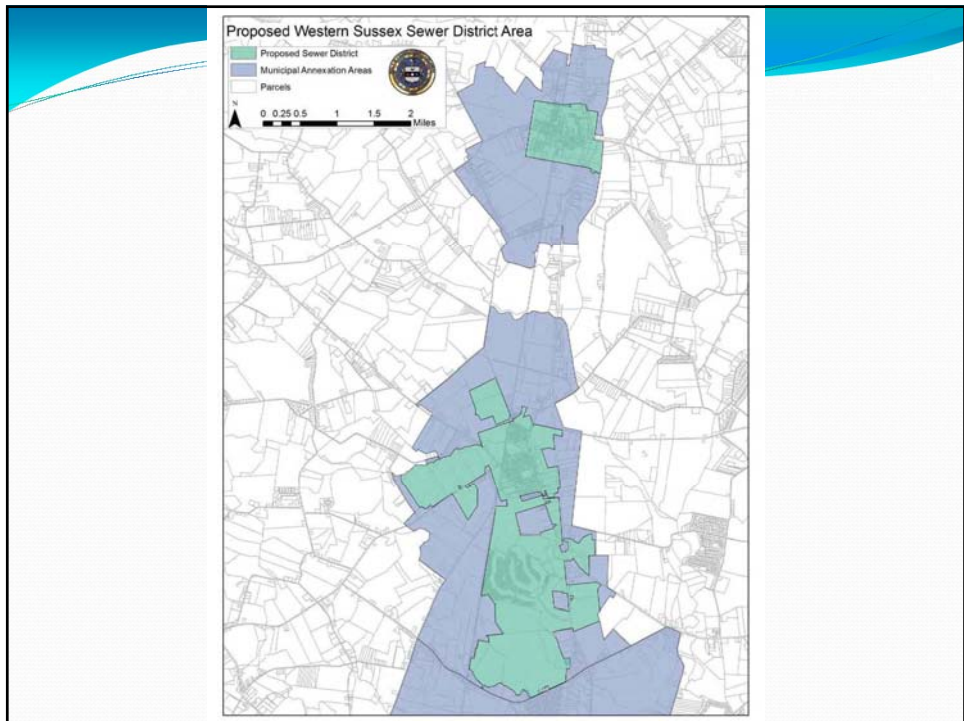 Proposed Western Sussex Sewer District Area
Proposed Sewer District
Municipal Annexation Areas
Parcels
N
0 0.25 0.5 1 1.5 2
Miles